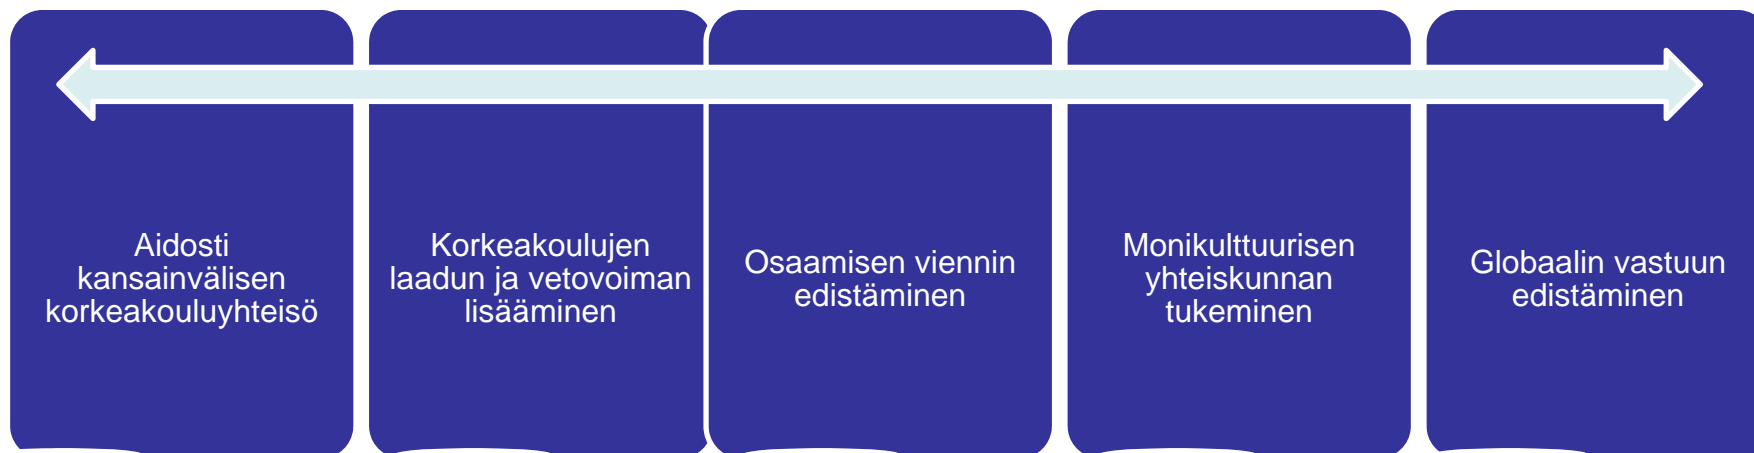 Aidosti
kansainvälisen
korkeakouluyhteisö
Korkeakoulujen
laadun ja vetovoiman
lisääminen
Osaamisen viennin
edistäminen
Monikulttuurisen
yhteiskunnan
tukeminen
Globaalin vastuun
edistäminen